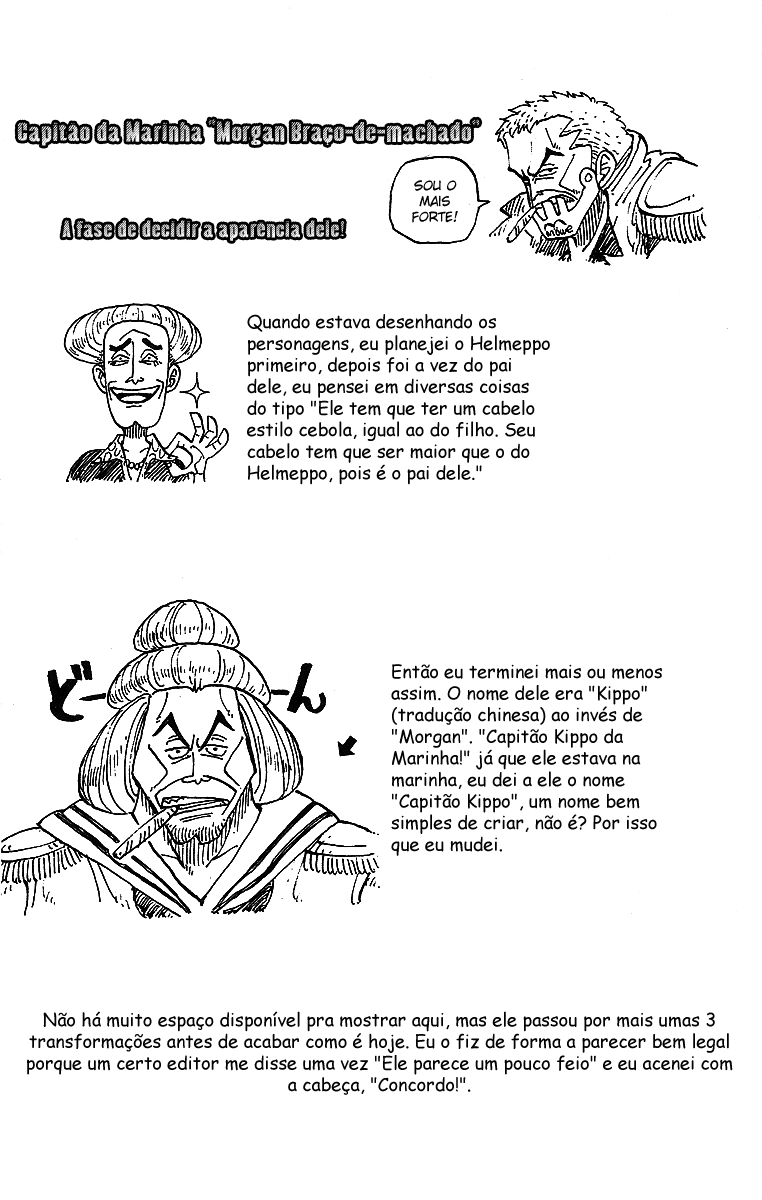 Capitão da Marinha "Morgan Braço-de-machado"
SOU O
MAIS
FORTE!
A fase de decidir a aparência dele!
Quando estava desenhando os
personagens, eu planejei o Helmeppo
primeiro, depois foi a vez do pai
dele, eu pensei em diversas coisas
do tipo "Ele tem que ter um cabelo
estilo cebola, igual ao do filho. Seu
cabelo tem que ser maior que o do
Helmeppo, pois é o pai dele."
ど
ん
Então eu terminei mais ou menos
assim. O nome dele era "Kippo"
(tradução chinesa) ao invés de
"Morgan". "Capitão Kippo da
Marinha!" já que ele estava na
marinha, eu dei a ele o nome
"Capitão Kippo", um nome bem
simples de criar, não é? Por isso
que eu mudei.
Não há muito espaço disponível pra mostrar aqui, mas ele passou por mais umas 3
transformações antes de acabar como é hoje. Eu o fiz de forma a parecer bem legal
porque um certo editor me disse uma vez "Ele parece um pouco feio" e eu acenei com
a cabeça, "Concordo!".